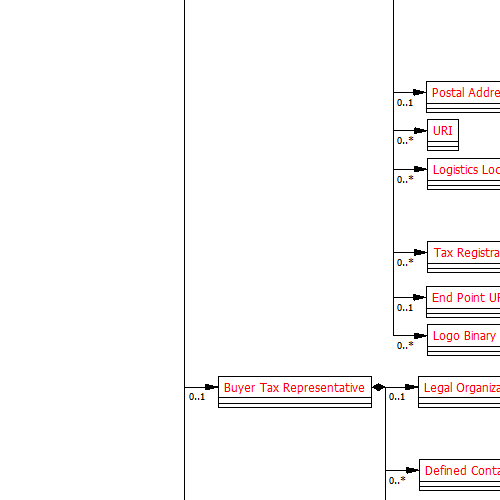 Postal Addre
0..1
URI
0..*
Logistics Loc
0..*
Tax Registra
0..*
End Point UR
0..1
Logo Binary
0..*
Buyer Tax Representative
0..1
Legal Organiza
0..1
Defined Conta
0..*